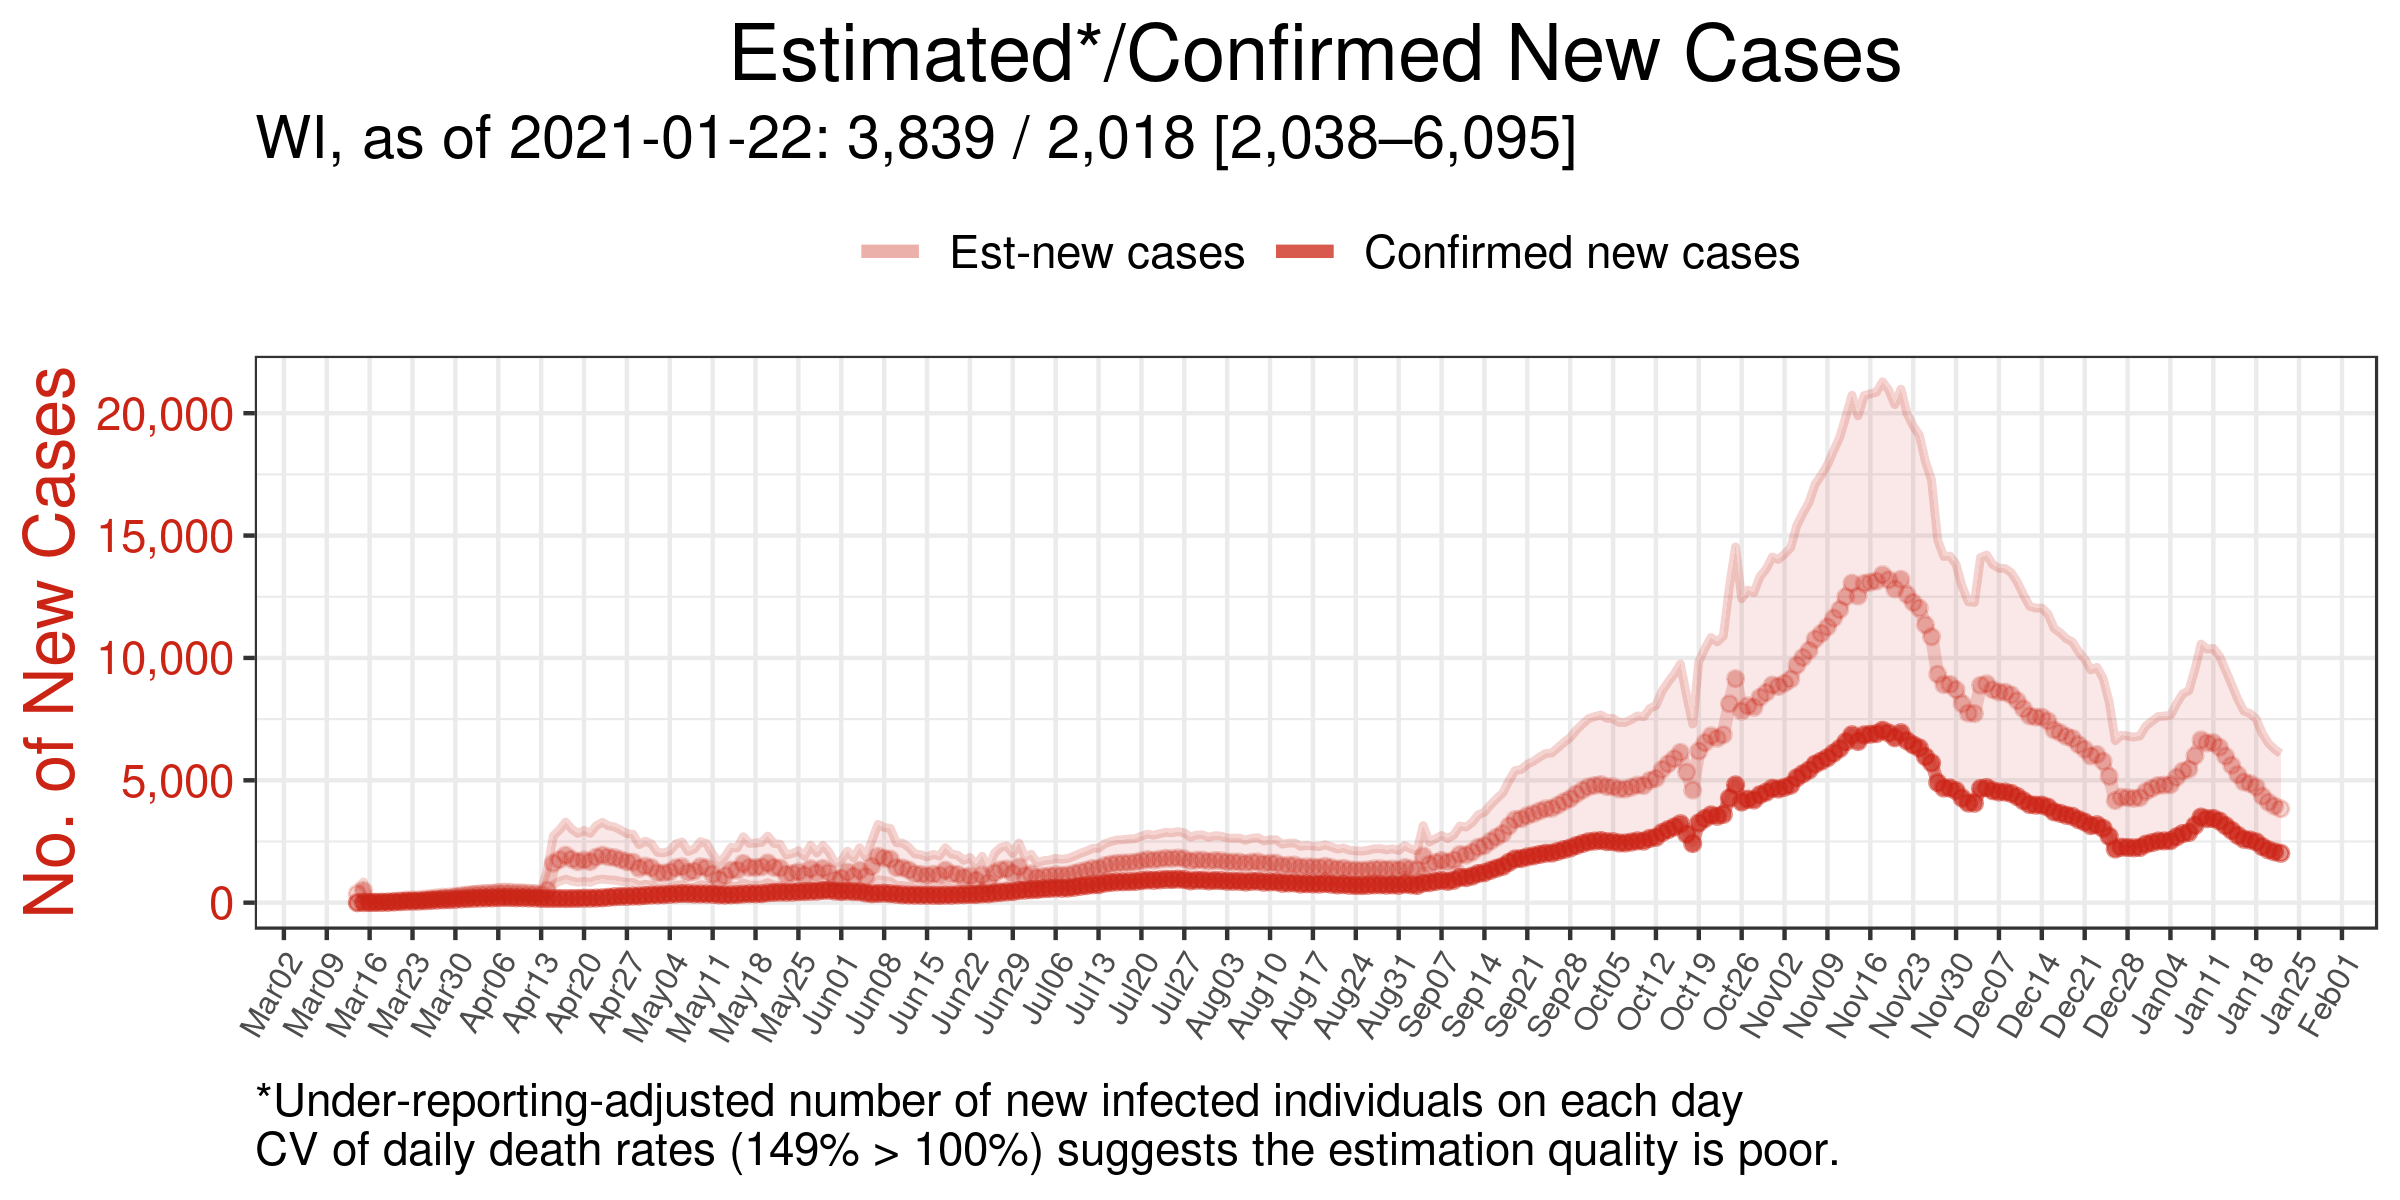 Estimated*/Confirmed New Cases
WI, as of 2021-01-22: 3,839 / 2,018 [2,038–6,095]
Est-new cases
Confirmed new cases
No. of New Cases
20,000
15,000
10,000
5,000
0
Mar02
Mar09
Mar16
Mar23
Mar30
Apr06
Apr13
Apr20
Apr27
May04
May11
May18
May25
Jun01
Jun08
Jun15
Jun22
Jun29
Jul06
Jul13
Jul20
Jul27
Aug03
Aug10
Aug17
Aug24
Aug31
Sep07
Sep14
Sep21
Sep28
Oct05
Oct12
Oct19
Oct26
Nov02
Nov09
Nov16
Nov23
Nov30
Dec07
Dec14
Dec21
Dec28
Jan04
Jan11
Jan18
Jan25
Feb01
*Under-reporting-adjusted number of new infected individuals on each day
CV of daily death rates (149% > 100%) suggests the estimation quality is poor.